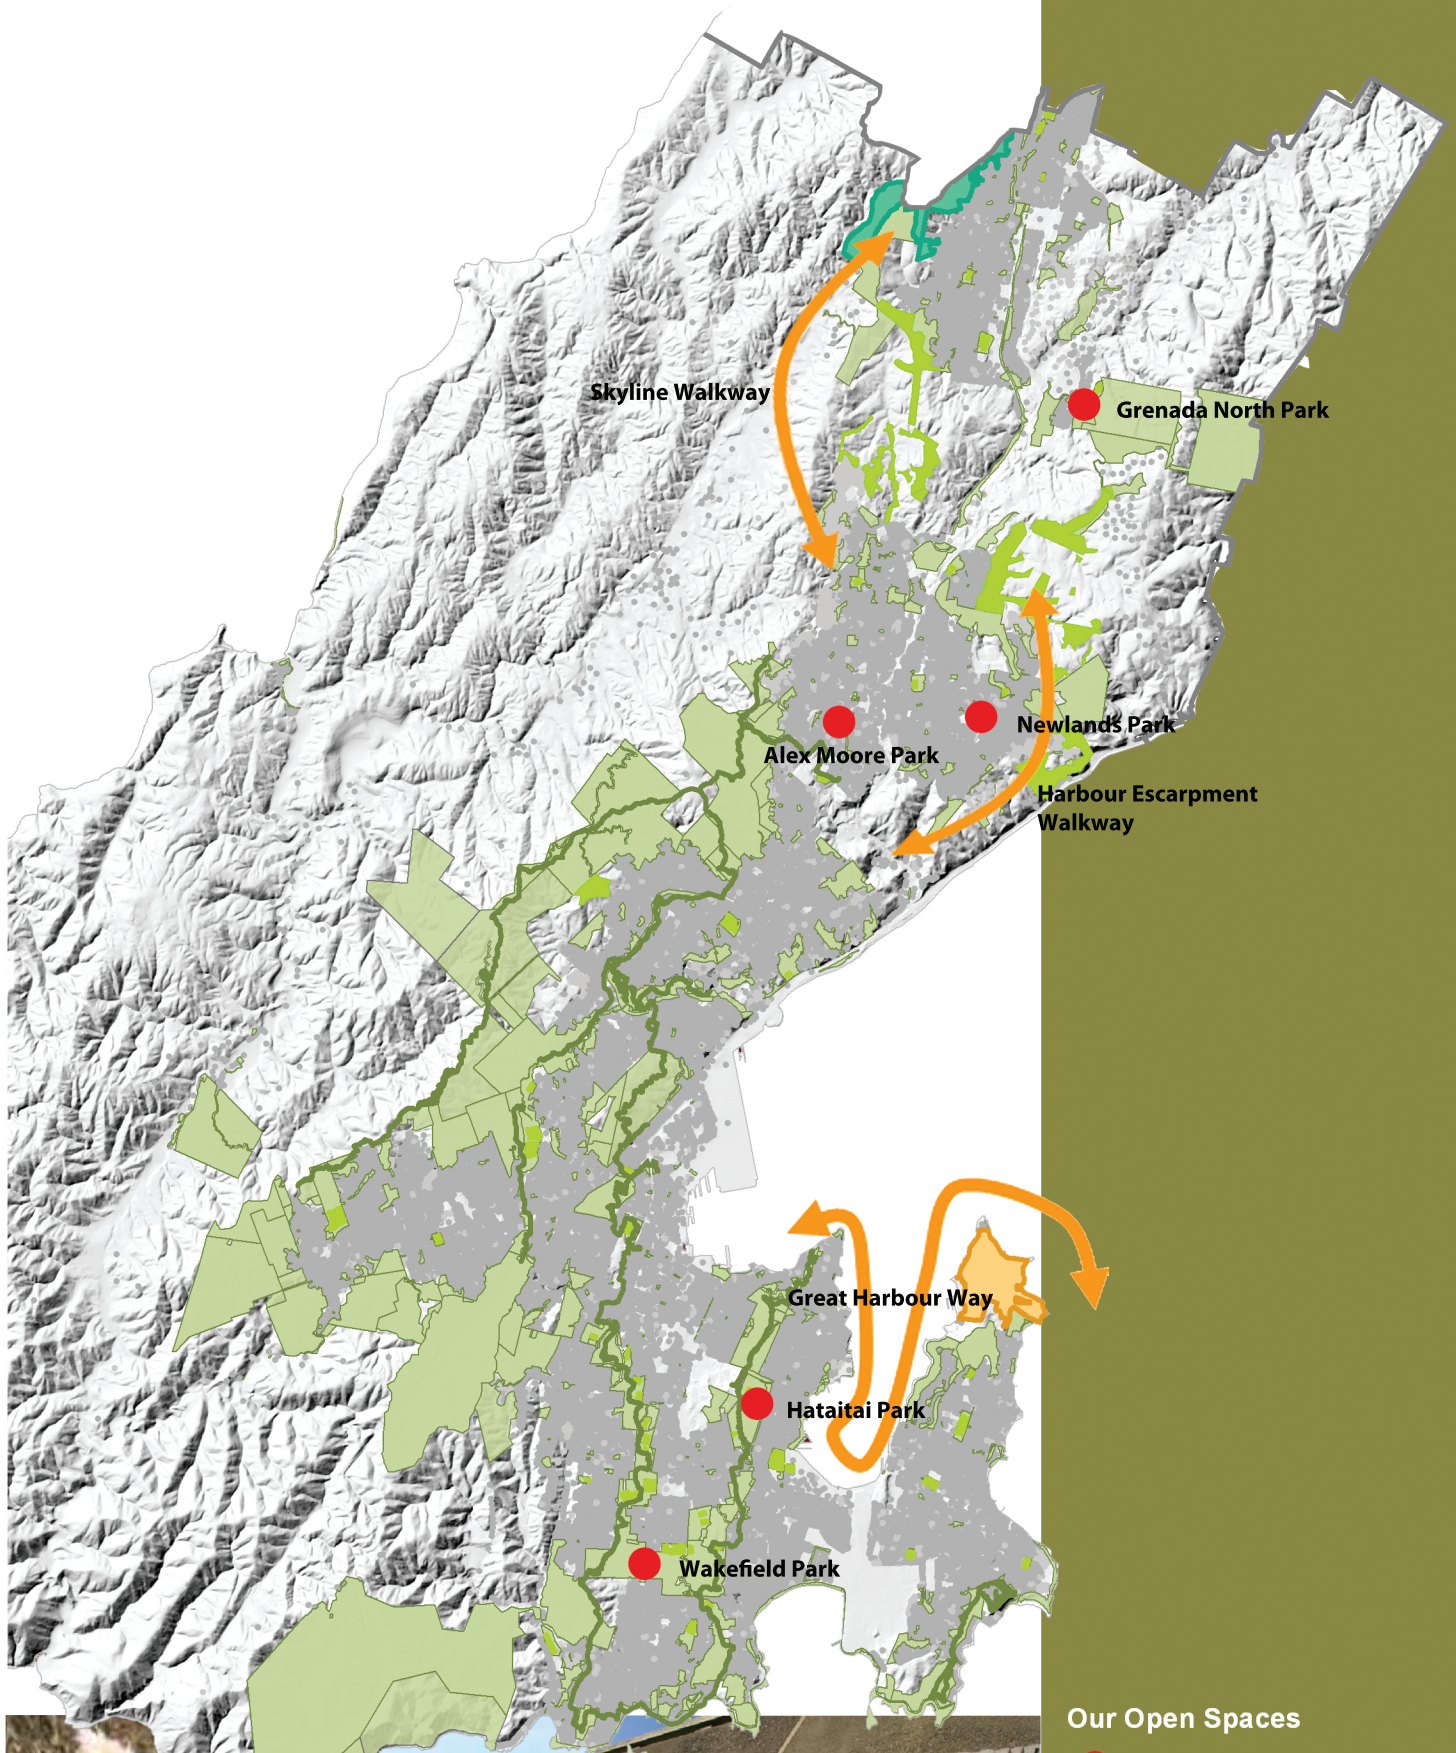 Skyline Walkway
Grenada North Park
Newlands Park
Alex Moore Park
Harbour Escarpment
Walkway
Great Harbour Way
Hataitai Park
Wakefield Park
Our Open Spaces